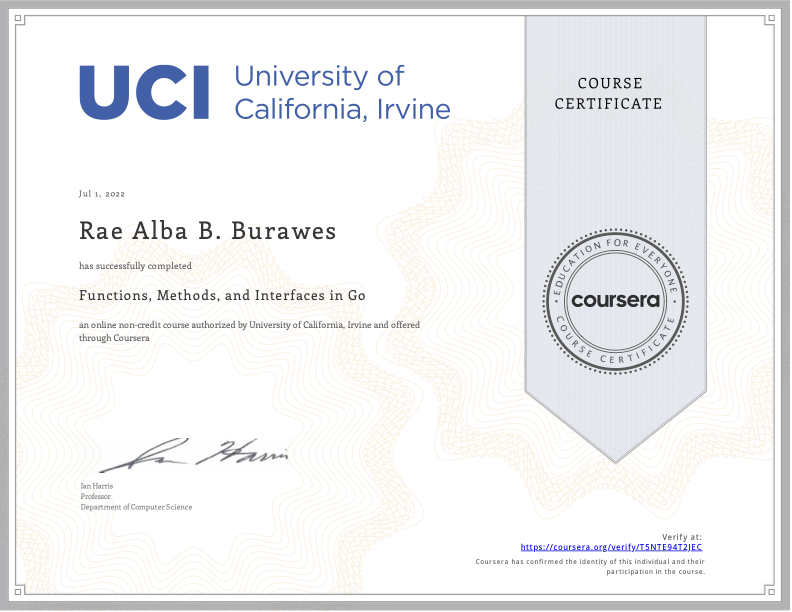 UCI
University of
California, Irvine
COURSE
CERTIFICATE
Jul 1, 2022
Rae Alba B. Burawes
has successfully completed
Functions, Methods, and Interfaces in Go
an online non-credit course authorized by University of California, Irvine and offered
through Coursera
EDUCATION FOR EVERYONE
coursera
COURSE CERTIFICATE
Ian Harris
Ian Harris
Professor
Department of Computer Science
Verify at:
https://coursera.org/verify/T5NTE94T2JEC
Coursera has confirmed the identity of this individual and their
participation in the course.